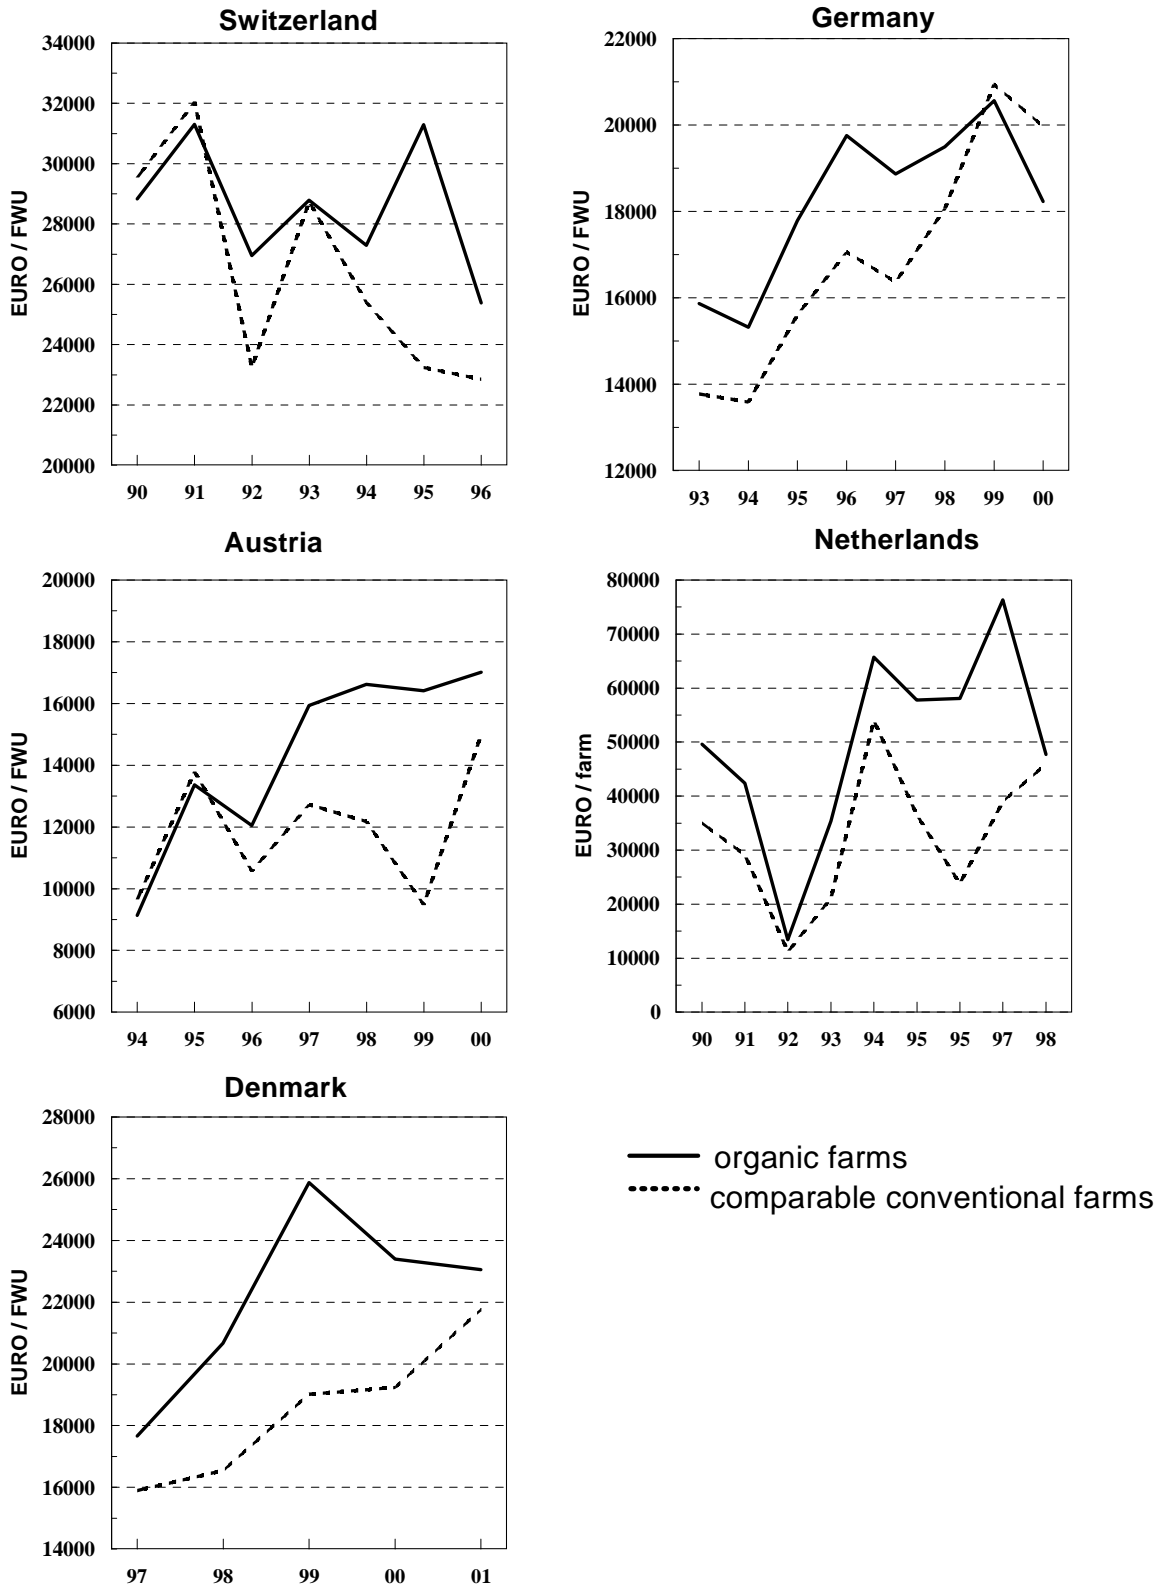 Switzerland
34000
32000
30000
28000
26000
24000
22000
20000
EURO / FWU
90 91 92 93 94 95 96
Germany
22000
20000
18000
16000
14000
12000
EURO / FWU
93 94 95 96 97 98 99 00
Austria
20000
18000
16000
14000
12000
10000
8000
6000
EURO / FWU
94 95 96 97 98 99 00
Netherlands
80000
70000
60000
50000
40000
30000
20000
10000
0
EURO / farm
90 91 92 93 94 95 95 97 98
Denmark
28000
26000
24000
22000
20000
18000
16000
14000
EURO / FWU
97 98 99 00 01
organic farms
comparable conventional farms